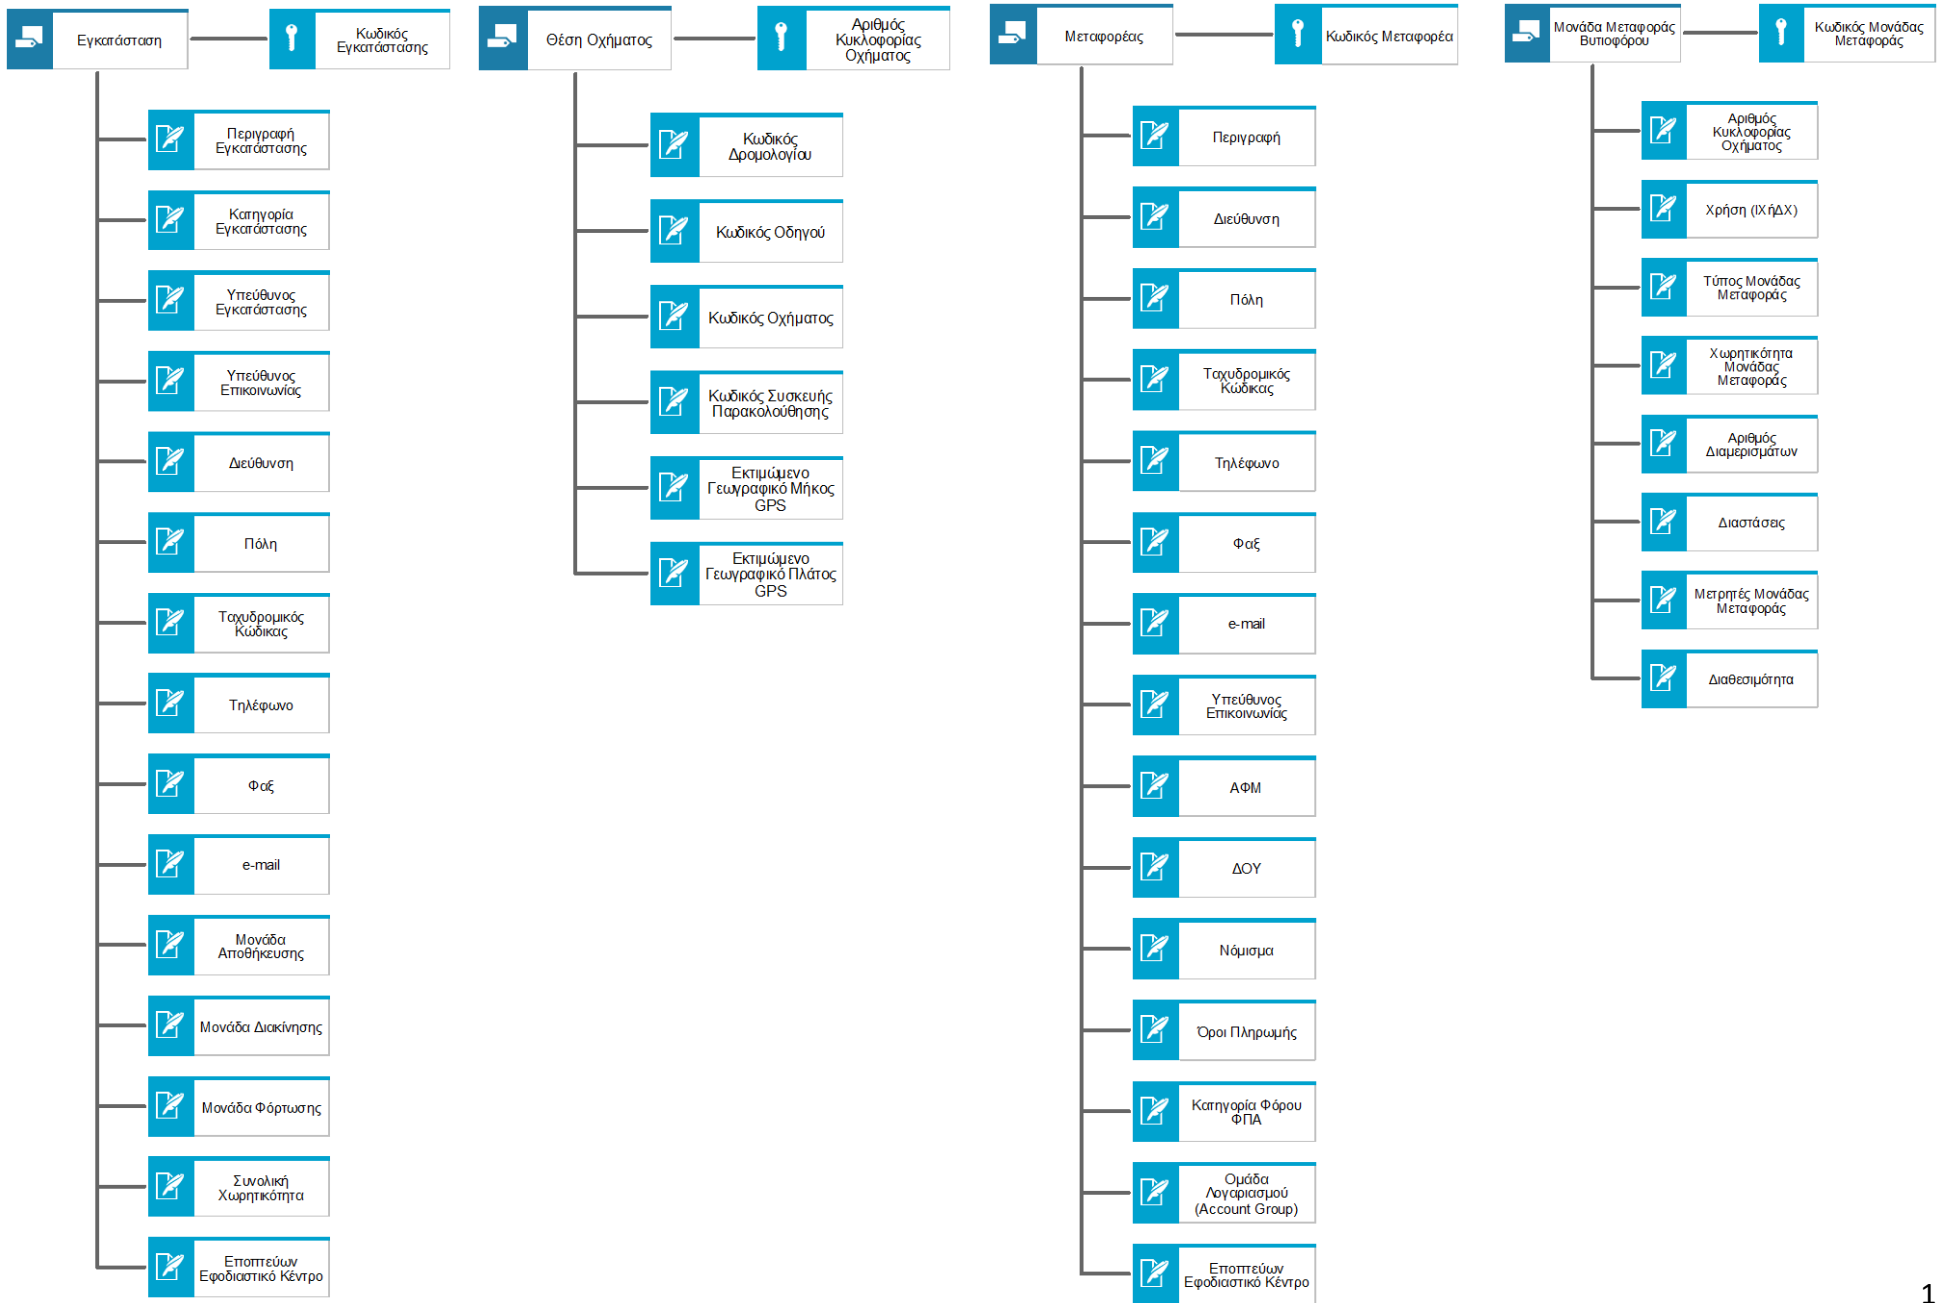 Εγκατάσταση
Κωδικός
Εγκατάστασης
Περιγραφή
Εγκατάστασης
Κατηγορία
Εγκατάστασης
Υπεύθυνος
Εγκατάστασης
Υπεύθυνος
Επικοινωνίας
Διεύθυνση
Πόλη
Ταχυδρομικός
Κώδικας
Τηλέφωνο
Φαξ
e-mail
Μονάδα
Αποθήκευσης
Μονάδα Διακίνησης
Μονάδα Φόρτωσης
Συνολική
Χωρητικότητα
Εποπτεύων
Εφοδιαστικό Κέντρο
Θέση Οχήματος
Αριθμός
Κυκλοφορίας
Οχήματος
Κωδικός
Δρομολογίου
Κωδικός Οδηγού
Κωδικός Οχήματος
Κωδικός Συσκευής
Παρακολούθησης
Εκτιμώμενο
Γεωγραφικό Μήκος
GPS
Εκτιμώμενο
Γεωγραφικό Πλάτος
GPS
Μεταφορέας
Κωδικός Μεταφορέα
Περιγραφή
Διεύθυνση
Πόλη
Ταχυδρομικός
Κώδικας
Τηλέφωνο
Φαξ
e-mail
Υπεύθυνος
Επικοινωνίας
ΑΦΜ
ΔΟΥ
Νόμισμα
Όροι Πληρωμής
Κατηγορία Φόρου
ΦΠΑ
Ομάδα
Λογαριασμού
(Account Group)
Εποπτεύων
Εφοδιαστικό Κέντρο
Μονάδα Μεταφοράς
Βυτιοφόρου
Κωδικός Μονάδας
Μεταφοράς
Αριθμός
Κυκλοφορίας
Οχήματος
Χρήση (ΙΧήΔΧ)
Τύπος Μονάδας
Μεταφοράς
Χωρητικότητα
Μονάδας
Μεταφοράς
Αριθμός
Διαμερισμάτων
Διαστάσεις
Μετρητές Μονάδας
Μεταφοράς
Διαθεσιμότητα
1